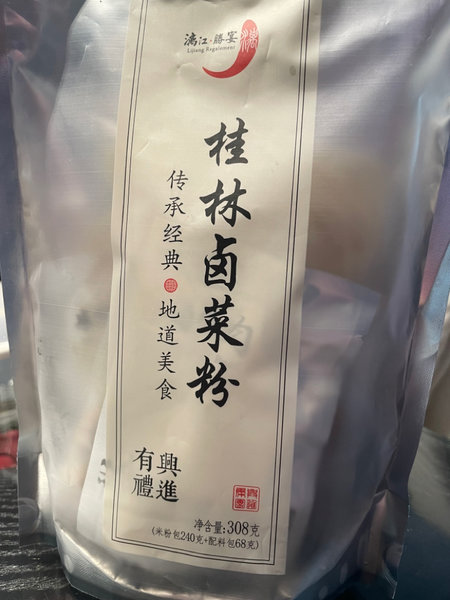 漓江·勝宴
Lijiang Regalement
桂林卤菜粉
传承经典
地道美食
興進
有禮
净含量:308克
(米粉包240克+配料包68克)